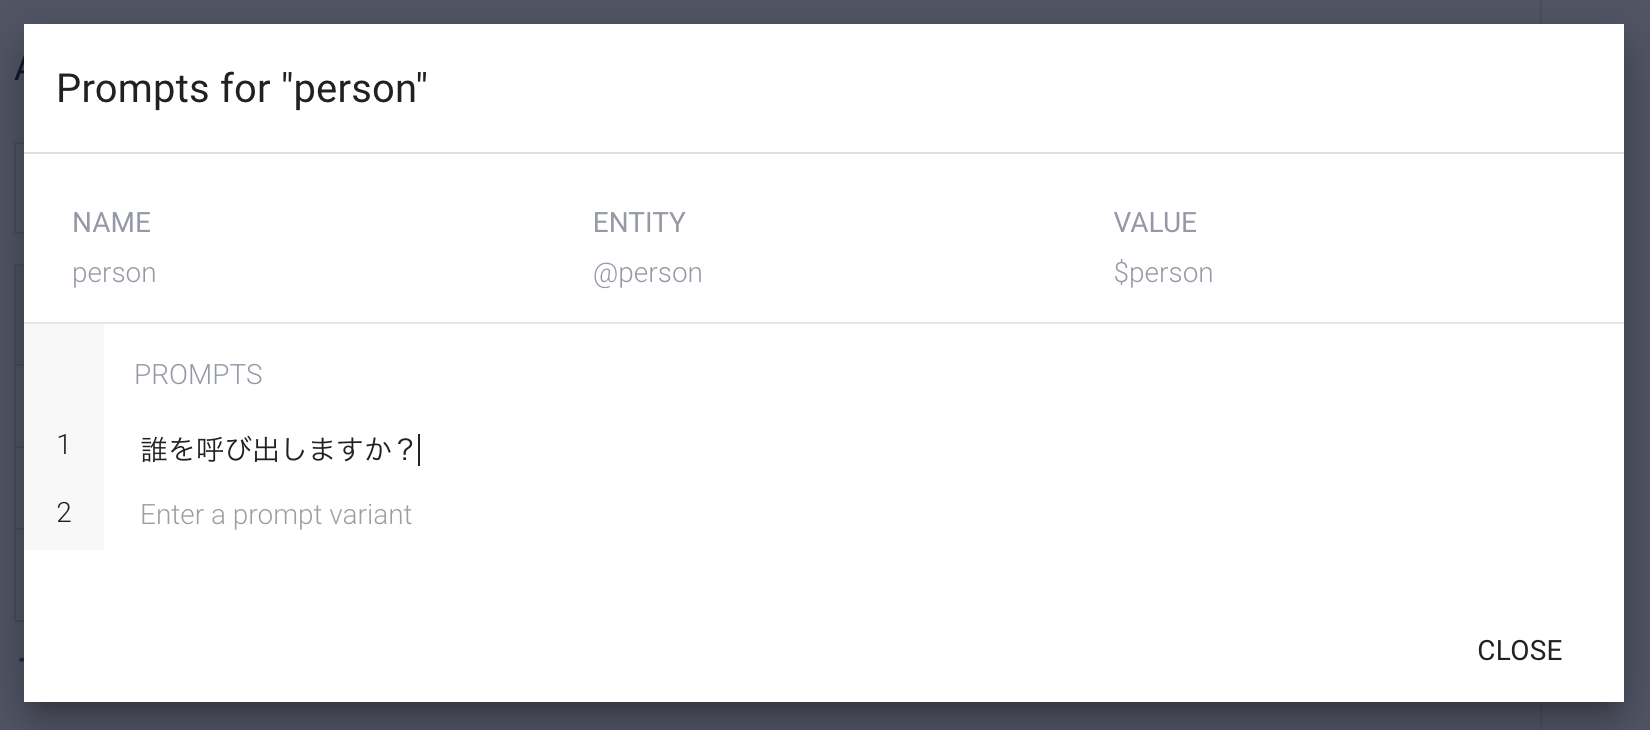 Prompts for "person"
NAME ENTITY VALUE
person @person $person
PROMPTS
1 誰を呼び出しますか？
2 Enter a prompt variant
CLOSE